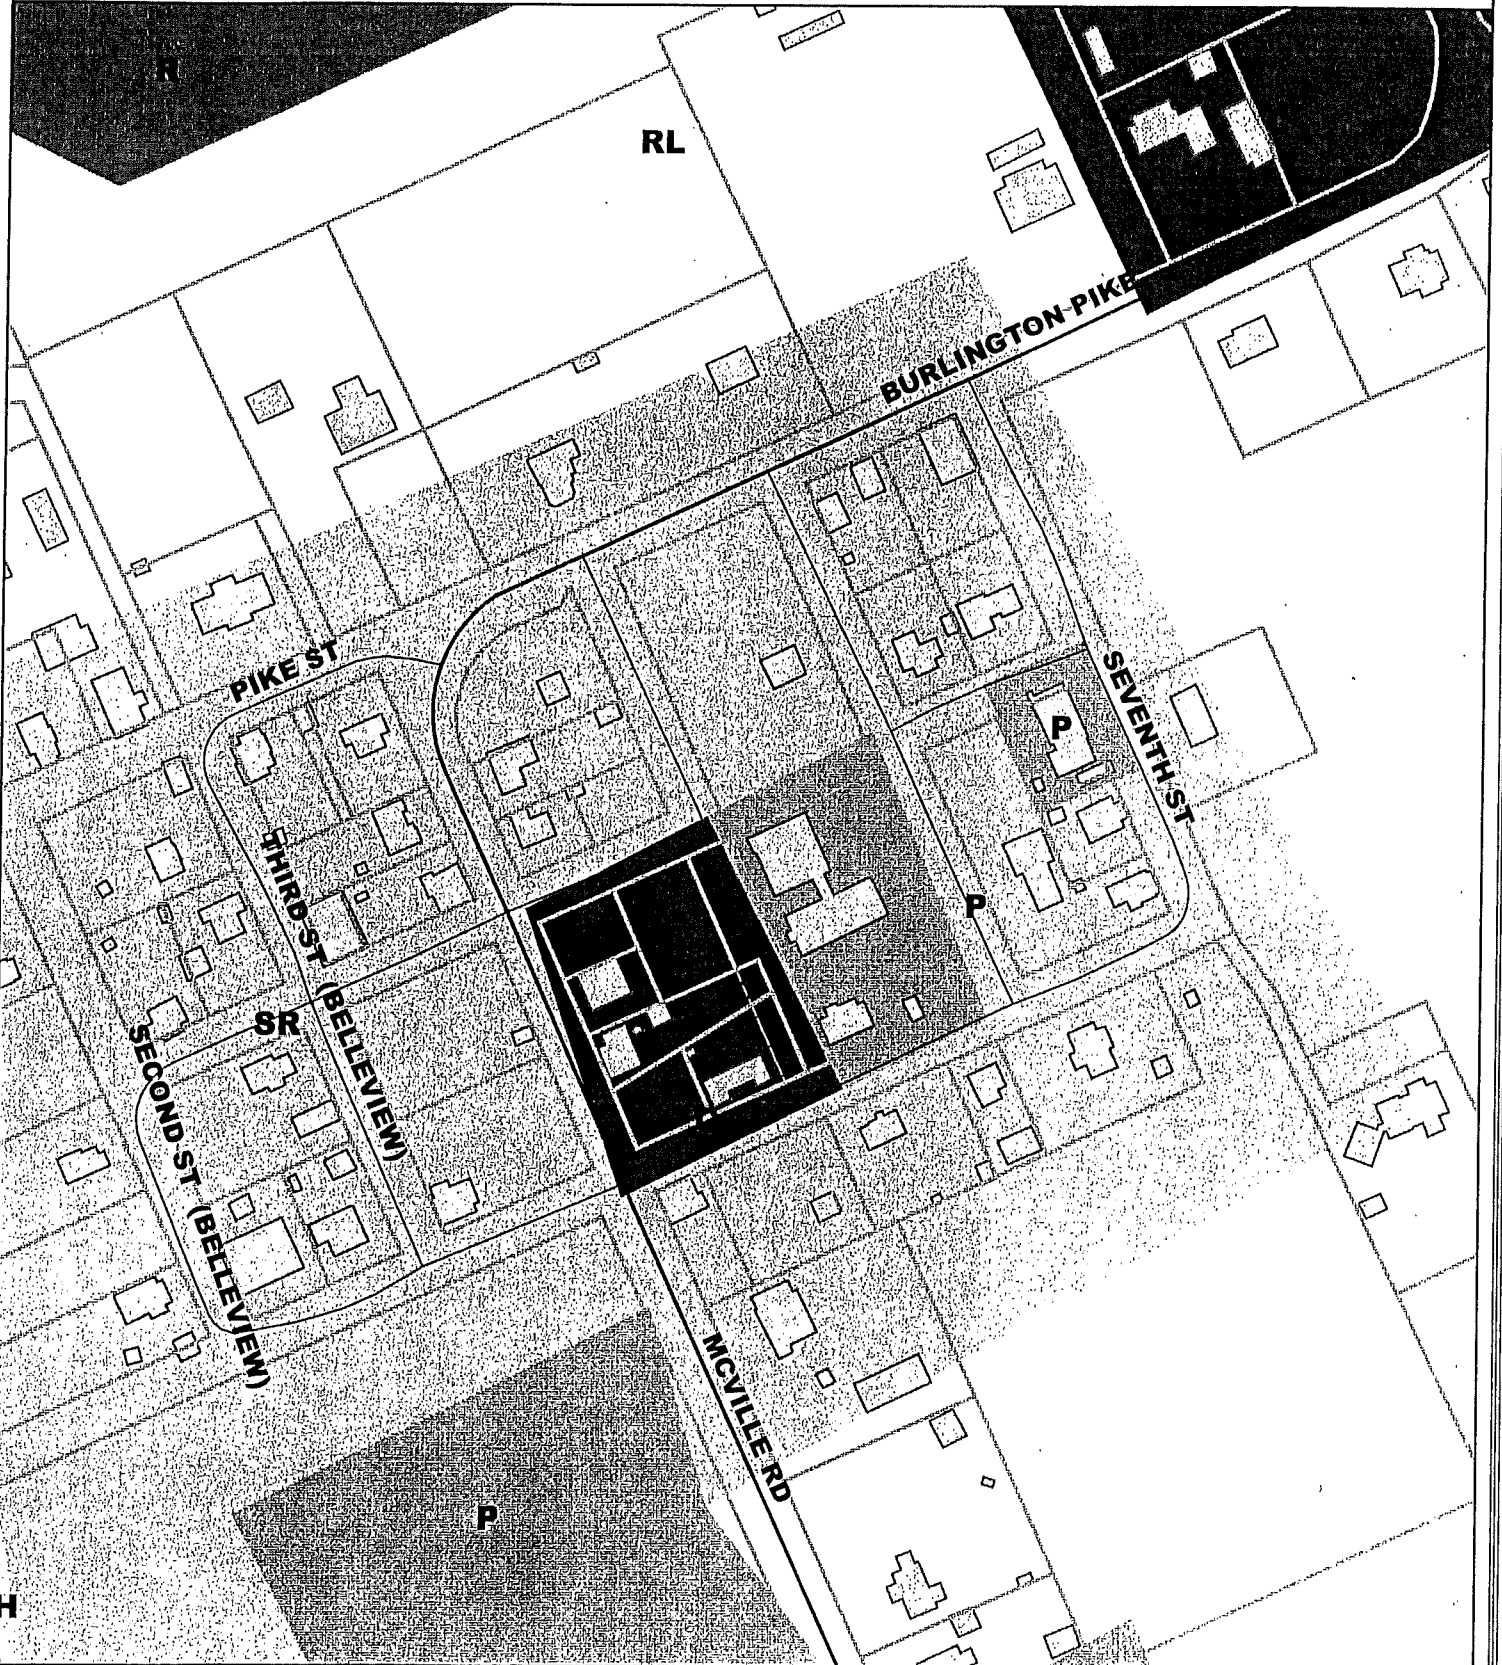 R
RL
BURLINGTON PIKE
PIKE ST
P
SEVENTH ST
THIRD ST (BELLEVIEW)
P
SR
SECOND ST (BELLEVIEW)
MCVILLE RD
P
H